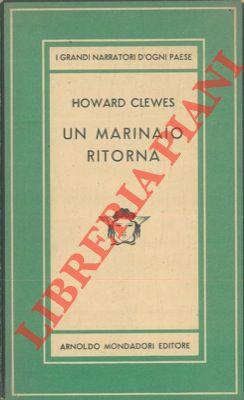 I GRANDI NARRATORI D'OGNI PAESE
HOWARD CLEWES
UN MARINAIO
RITORNA
LIBRERIA PIANI
ARNOLDO MONDADORI EDITORE